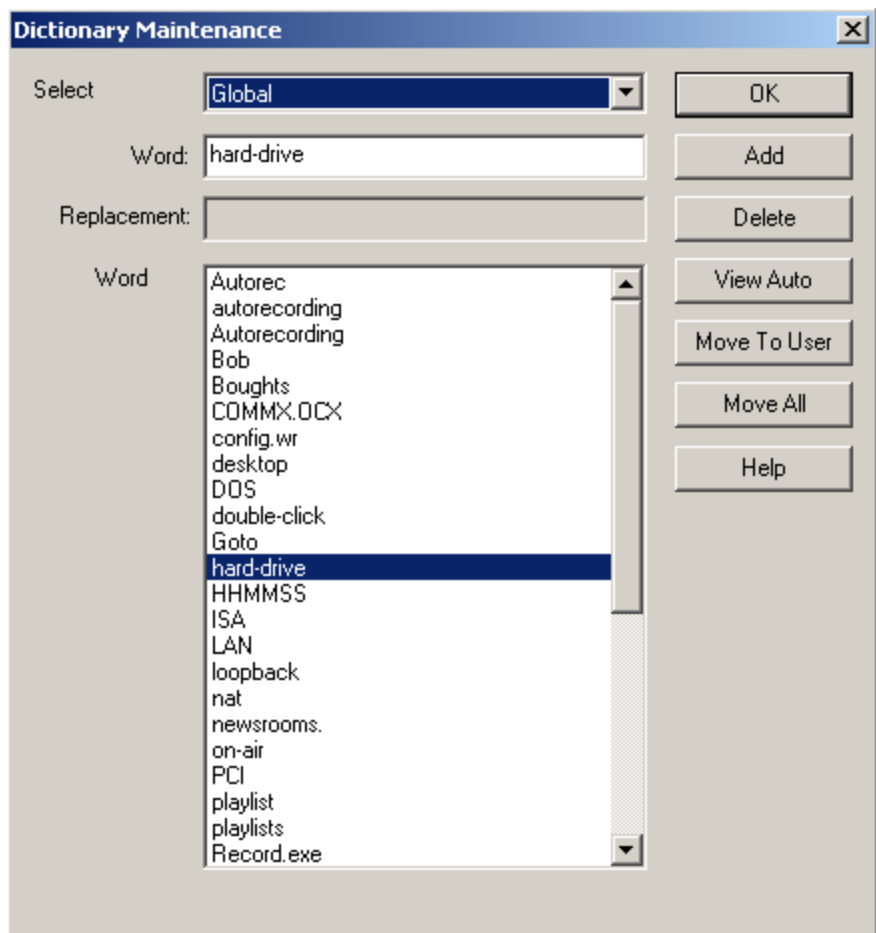 Dictionary Maintenance
Select Global OK
Word: hard-drive Add
Replacement: Delete
Word
Autorec
autorecording
Autorecording
Bob
Boughts
COMMX.OCX
config.wr
desktop
DOS
double-click
Goto
hard-drive
HHMMSS
ISA
LAN
loopback
nat
newsrooms.
on-air
PCI
playlist
playlists
Record.exe
View Auto
Move To User
Move All
Help